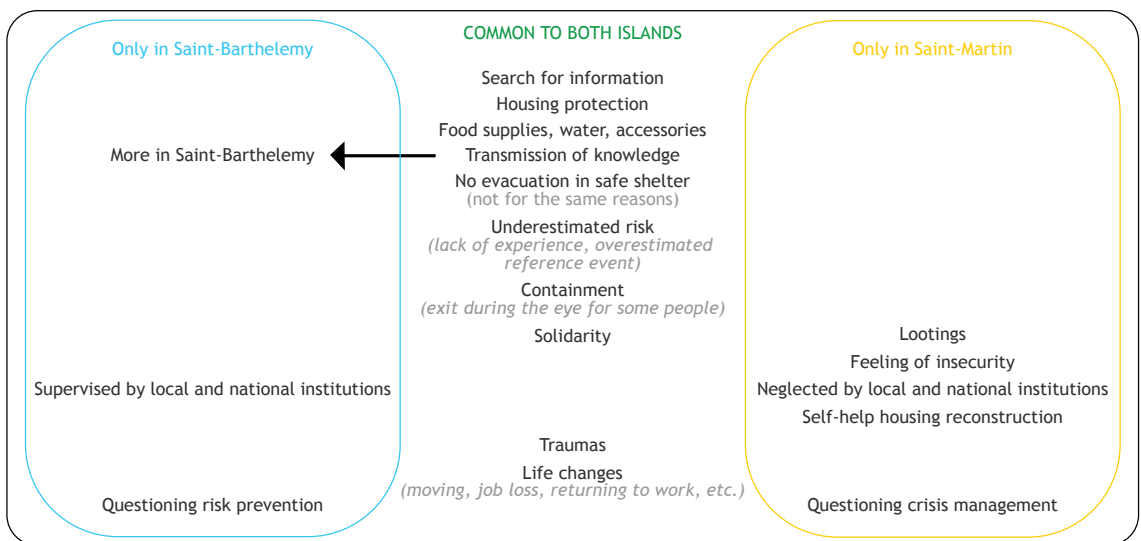 COMMON TO BOTH ISLANDS
Only in Saint-Barthelemy
Only in Saint-Martin
Search for information
Housing protection
Food supplies, water, accessories
More in Saint-Barthelemy
Transmission of knowledge
No evacuation in safe shelter
(not for the same reasons)
Underestimated risk
(lack of experience, overestimated
reference event)
Containment
(exit during the eye for some people)
Solidarity
Lootings
Feeling of insecurity
Supervised by local and national institutions
Neglected by local and national institutions
Self-help housing reconstruction
Traumas
Life changes
(moving, job loss, returning to work, etc.)
Questioning risk prevention
Questioning crisis management